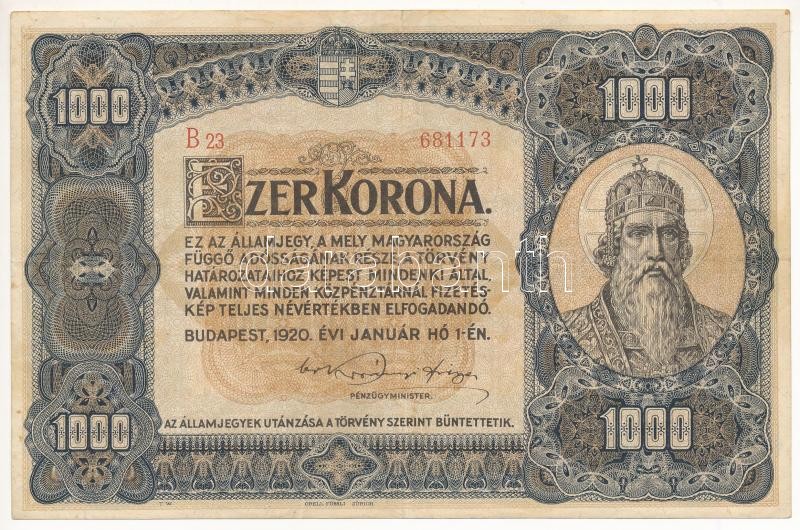 1000
1000
B 23
681173
EZER KORONA.
EZ AZ ÁLLAMJEGY, A MELY MAGYARORSZÁG
FÜGGŐ ADÓSSÁGÁNAK RÉSZE A TÖRVÉNY
HATÁROZATAIHOZ KÉPEST MINDENKI ÁLTAL,
VALAMINT MINDEN KÖZPÉNZTÁRNÁL FIZETÉS-
KÉP TELJES NÉVÉRTÉKBEN ELFOGADANDÓ.
BUDAPEST, 1920. ÉVI JANUÁR HÓ 1-ÉN.
PÉNZÜGYMINISTER.
1000
1000
AZ ÁLLAMJEGYEK UTÁNZÁSA A TÖRVÉNY SZERINT BÜNTETTETIK.
T. W.
ORELL FÜSSLI ZÜRICH